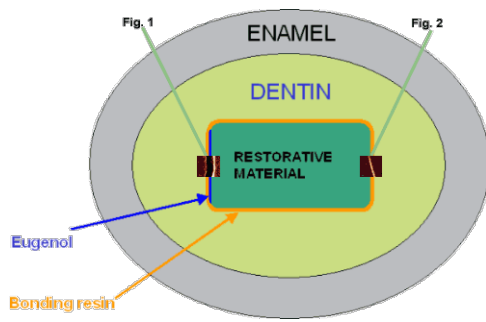 Fig. 1
Fig. 2
ENAMEL
DENTIN
RESTORATIVE
MATERIAL
Eugenol
Bonding resin